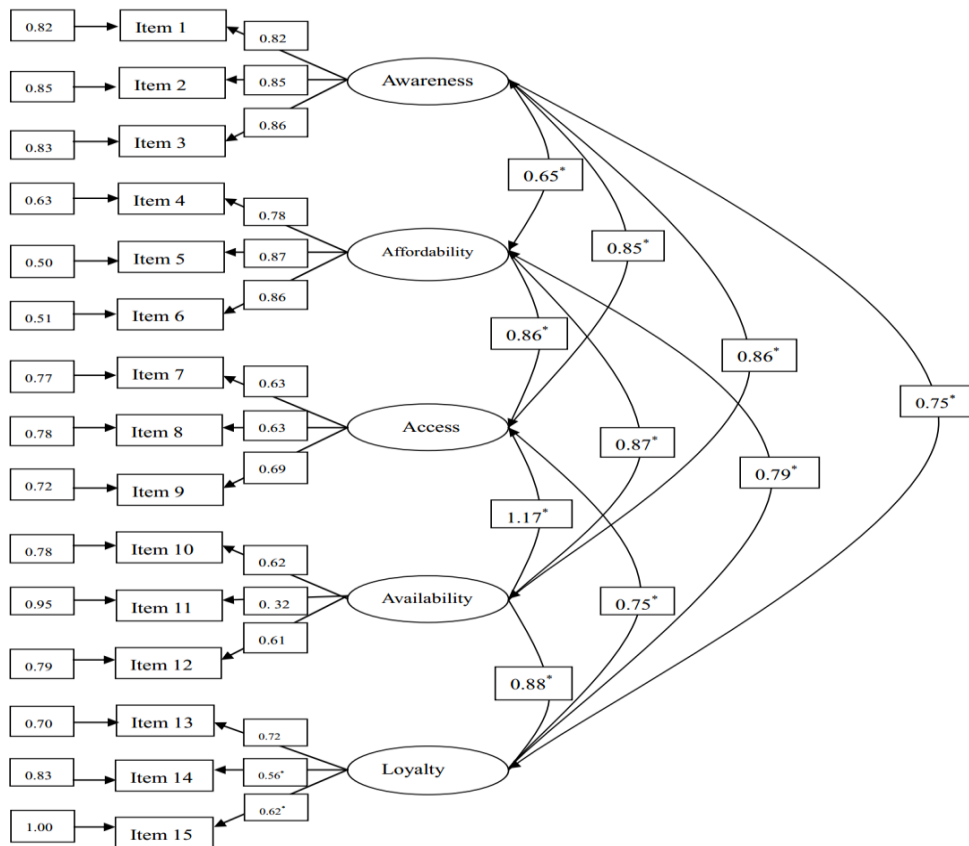 0.82 Item 1 0.82
0.85 Item 2 0.85 Awareness
0.83 Item 3 0.86
0.65*
0.63 Item 4 0.78
0.85*
0.50 Item 5 0.87 Affordability
0.51 Item 6 0.86
0.86*
0.86*
0.77 Item 7 0.63
0.75*
0.78 Item 8 0.63 Access
0.87*
0.72 Item 9 0.69
0.79*
1.17*
0.78 Item 10 0.62
0.95 Item 11 0. 32 Availability
0.75*
0.79 Item 12 0.61
0.88*
0.70 Item 13 0.72
0.83 Item 14 0.56* Loyalty
1.00 Item 15 0.62*